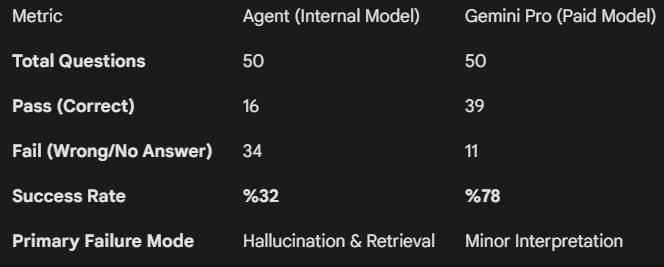 Metric Agent (Internal Model) Gemini Pro (Paid Model)
Total Questions 50 50
Pass (Correct) 16 39
Fail (Wrong/No Answer) 34 11
Success Rate %32 %78
Primary Failure Mode Hallucination & Retrieval Minor Interpretation